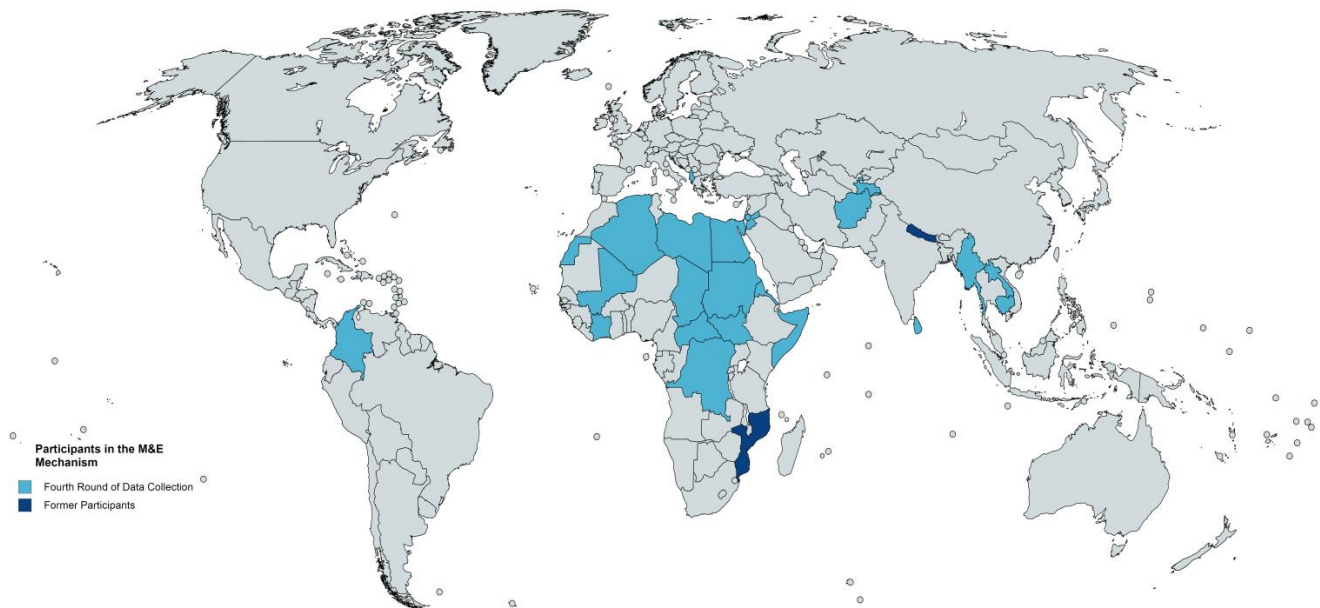 Participants in the M&E
Mechanism
Fourth Round of Data Collection
Former Participants